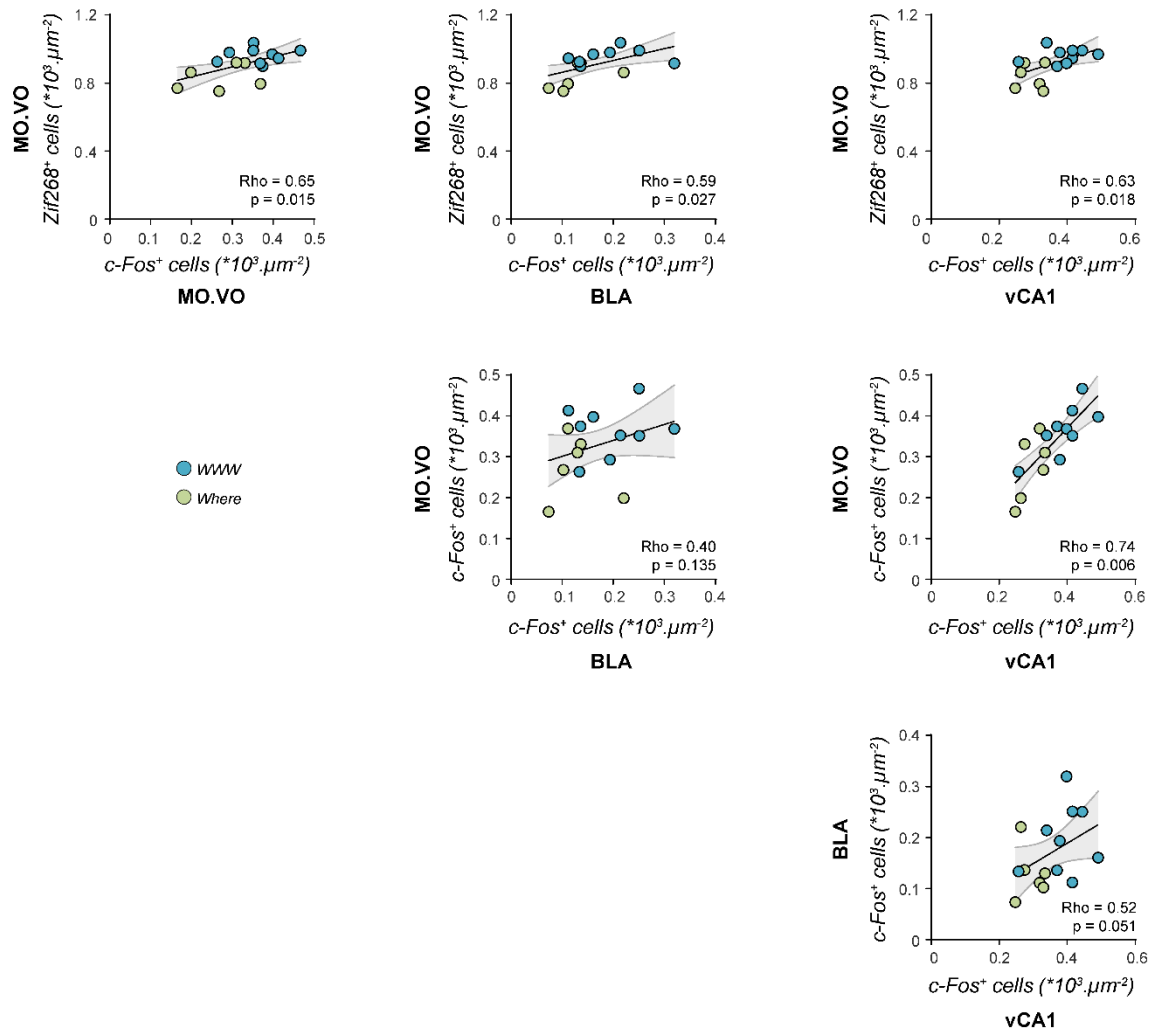 1.2
0.8
0.4
0
MO.VO
Zif268⁺ cells (*10³.µm⁻²)
Rho = 0.65
p = 0.015
0 0.1 0.2 0.3 0.4 0.5
c-Fos⁺ cells (*10³.µm⁻²)
MO.VO
1.2
0.8
0.4
0
MO.VO
Zif268⁺ cells (*10³.µm⁻²)
Rho = 0.59
p = 0.027
0 0.1 0.2 0.3 0.4
c-Fos⁺ cells (*10³.µm⁻²)
BLA
1.2
0.8
0.4
0
MO.VO
Zif268⁺ cells (*10³.µm⁻²)
Rho = 0.63
p = 0.018
0 0.2 0.4 0.6
c-Fos⁺ cells (*10³.µm⁻²)
vCA1
WWW
Where
0.5
0.4
0.3
0.2
0.1
0
MO.VO
c-Fos⁺ cells (*10³.µm⁻²)
Rho = 0.40
p = 0.135
0 0.1 0.2 0.3 0.4
c-Fos⁺ cells (*10³.µm⁻²)
BLA
0.5
0.4
0.3
0.2
0.1
0
MO.VO
c-Fos⁺ cells (*10³.µm⁻²)
Rho = 0.74
p = 0.006
0 0.2 0.4 0.6
c-Fos⁺ cells (*10³.µm⁻²)
vCA1
0.4
0.3
0.2
0.1
0
BLA
c-Fos⁺ cells (*10³.µm⁻²)
Rho = 0.52
p = 0.051
0 0.2 0.4 0.6
c-Fos⁺ cells (*10³.µm⁻²)
vCA1